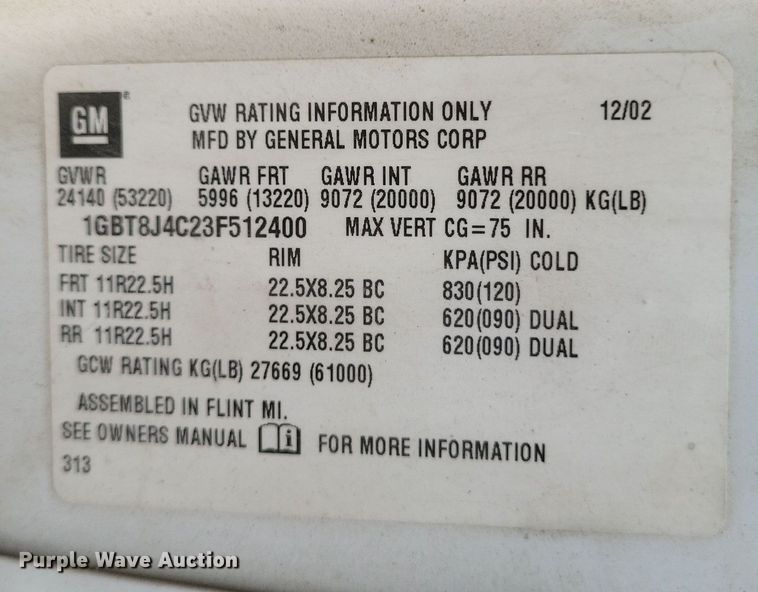 GM® GVW RATING INFORMATION ONLY 12/02
MFD BY GENERAL MOTORS CORP
GVWR GAWR FRT GAWR INT GAWR RR
24140 (53220) 5996 (13220) 9072 (20000) 9072 (20000) KG(LB)
1GBT8J4C23F512400 MAX VERT CG=75 IN.
TIRE SIZE RIM KPA(PSI) COLD
FRT 11R22.5H 22.5X8.25 BC 830(120)
INT 11R22.5H 22.5X8.25 BC 620(090) DUAL
RR 11R22.5H 22.5X8.25 BC 620(090) DUAL
GCW RATING KG(LB) 27669 (61000)
ASSEMBLED IN FLINT MI.
SEE OWNERS MANUAL i FOR MORE INFORMATION
313
Purple Wave Auction